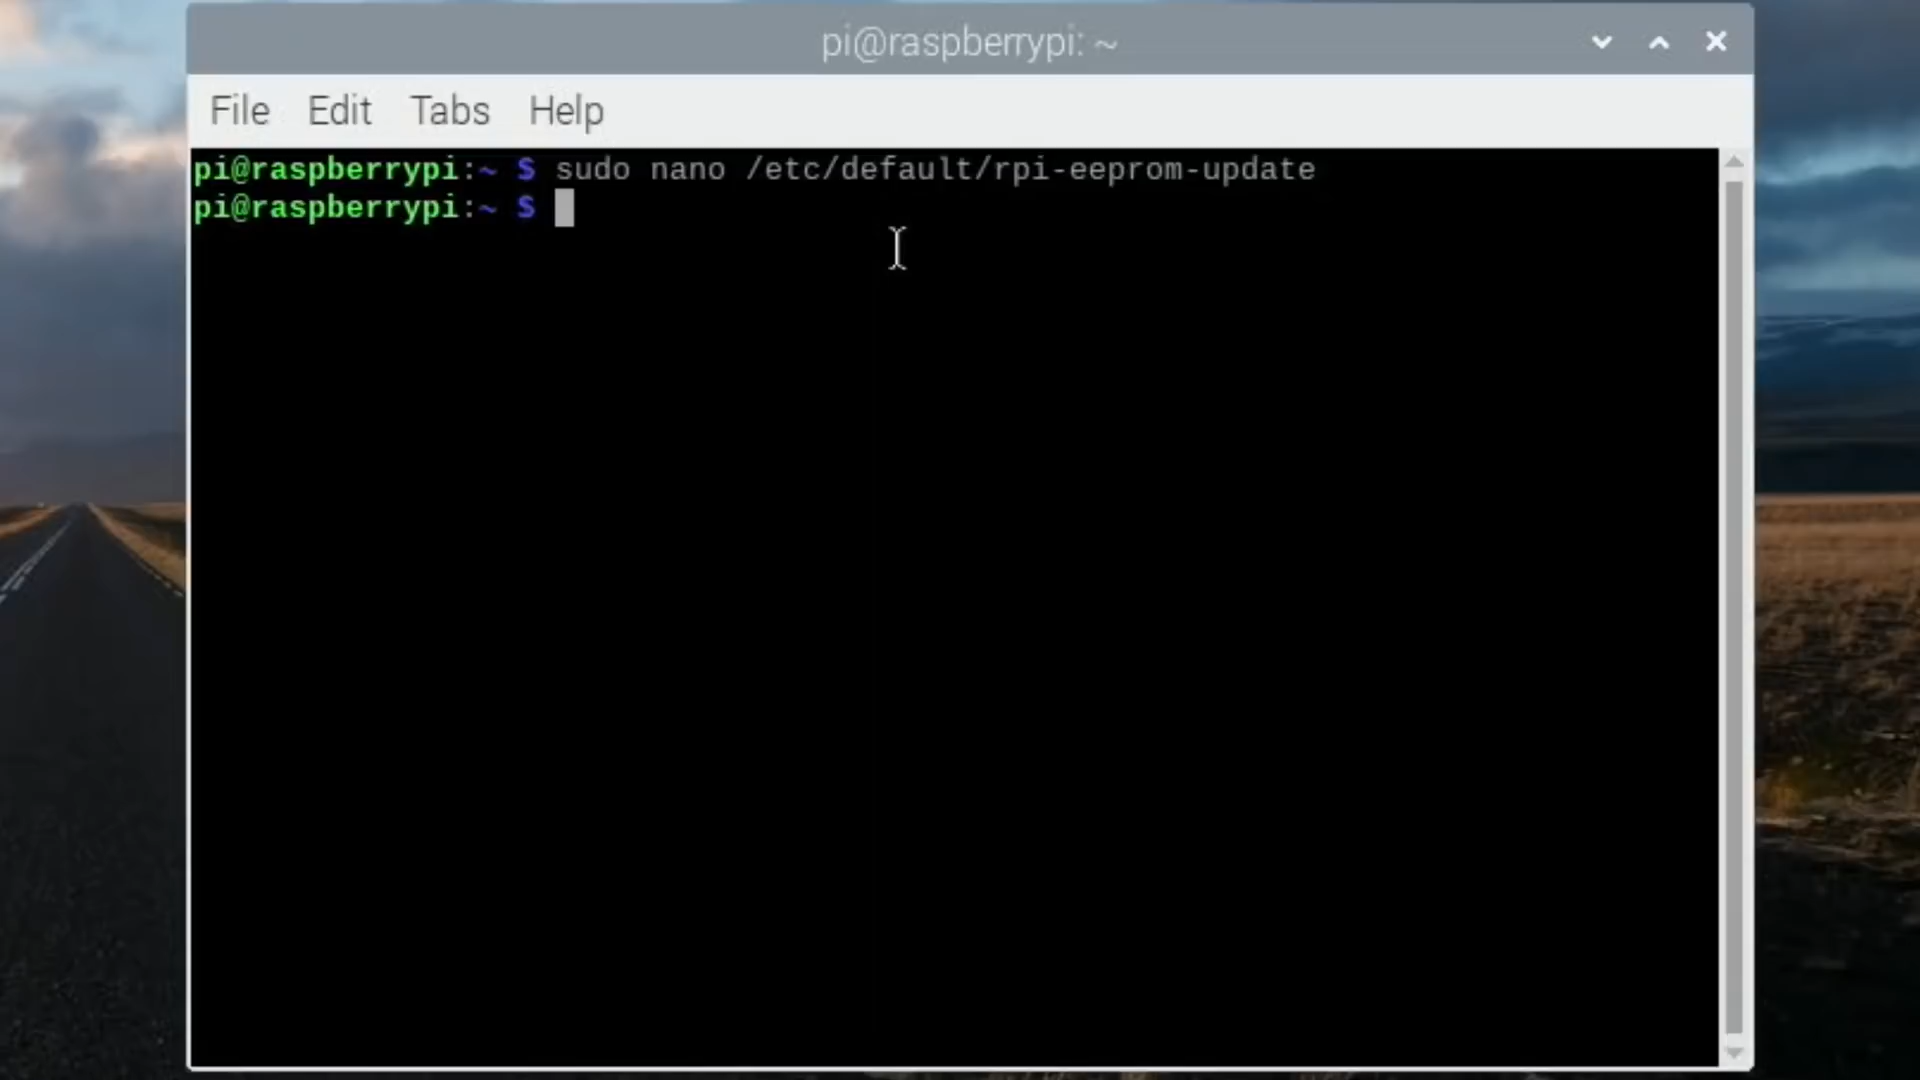 pi@raspberrypi: ~
File Edit Tabs Help
pi@raspberrypi:~ $ sudo nano /etc/default/rpi-eeprom-update
pi@raspberrypi:~ $